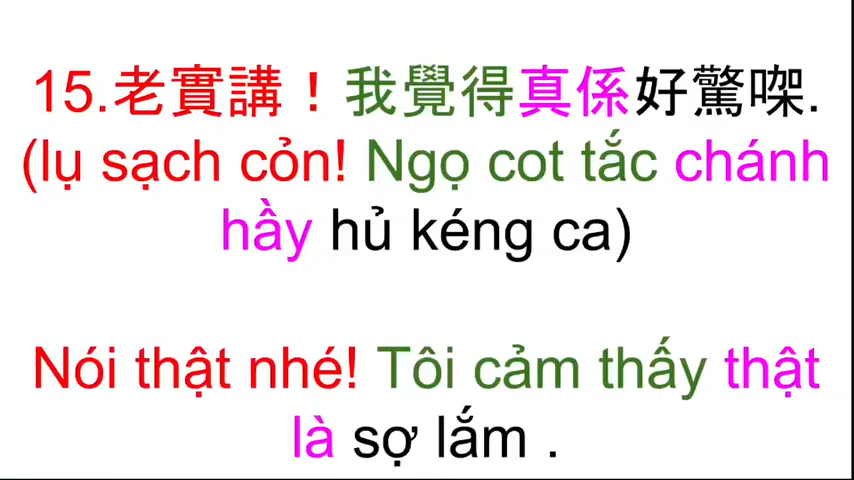 15.老實講！我覺得真係好驚㗎.
(lụ sạch cỏn! Ngọ cot tắc chánh
hầy hủ kéng ca)
Nói thật nhé! Tôi cảm thấy thật
là sợ lắm .